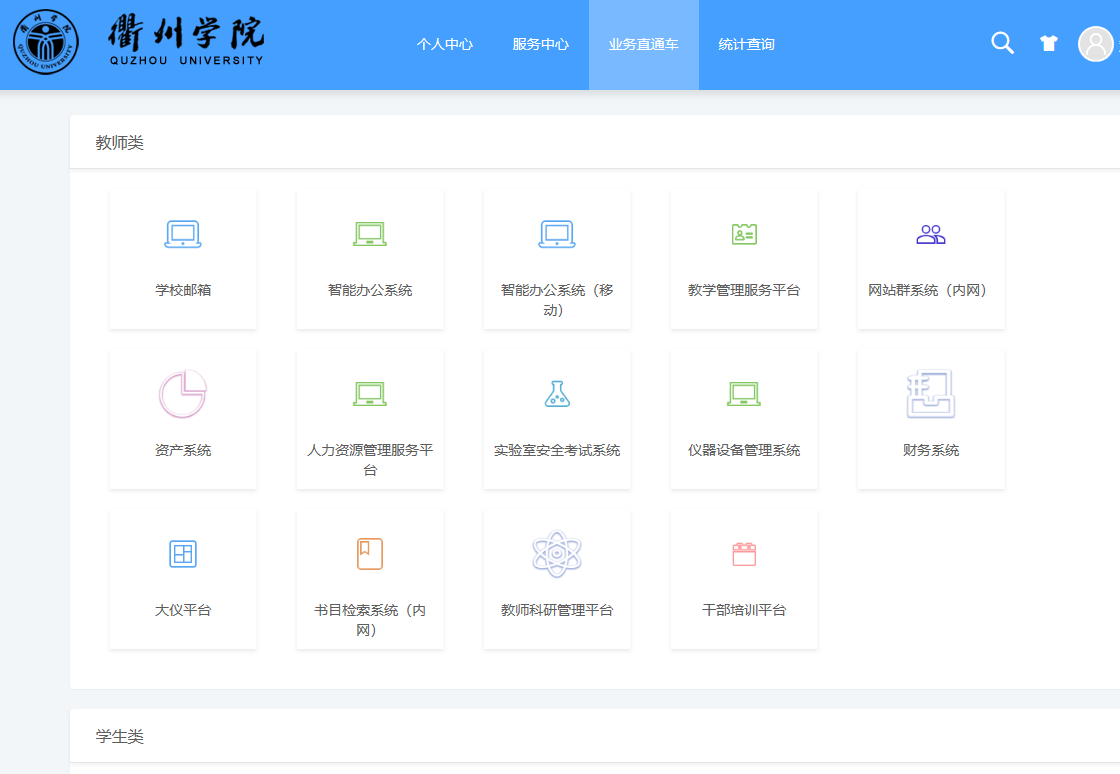 衢州学院
QUZHOU UNIVERSITY
个人中心
服务中心
业务直通车
统计查询
教师类
学校邮箱
智能办公系统
智能办公系统（移
动）
教学管理服务平台
网站群系统（内网）
资产系统
人力资源管理服务平
台
实验室安全考试系统
仪器设备管理系统
财务系统
大仪平台
书目检索系统（内
网）
教师科研管理平台
干部培训平台
学生类